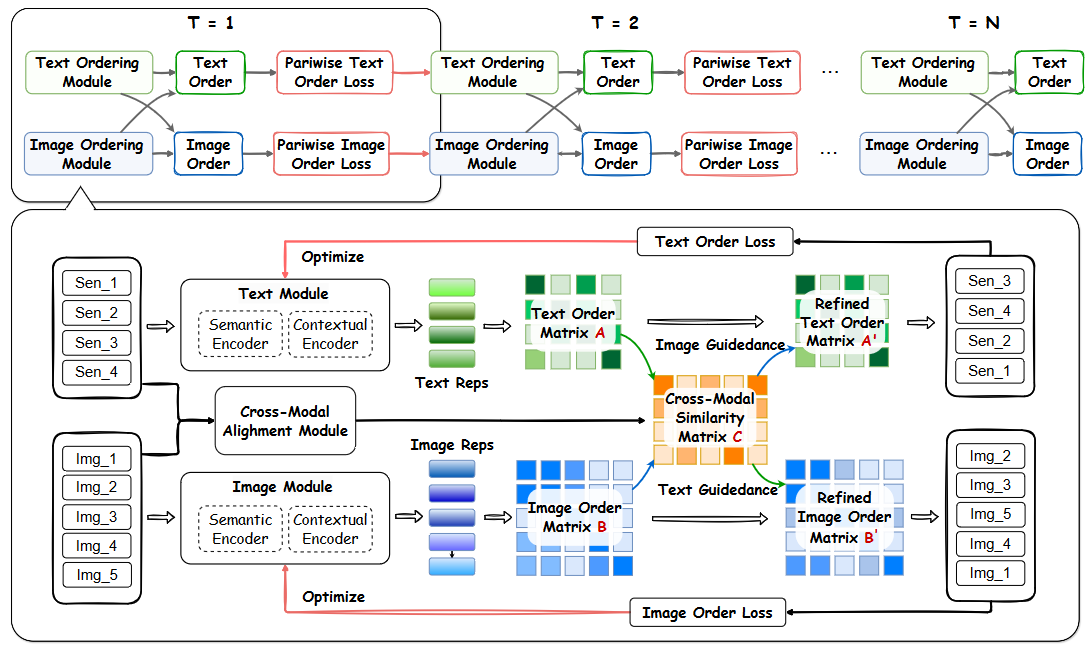 T = 1
T = 2
T = N
Text Ordering
Module
Text
Order
Pariwise Text
Order Loss
Text Ordering
Module
Text
Order
Pariwise Text
Order Loss
...
Text Ordering
Module
Text
Order
Image Ordering
Module
Image
Order
Pariwise Image
Order Loss
Image Ordering
Module
Image
Order
Pariwise Image
Order Loss
...
Image Ordering
Module
Image
Order
Text Order Loss
Optimize
Sen_1
Sen_2
Sen_3
Sen_4
Text Module
Semantic
Encoder
Contextual
Encoder
Text Reps
Text Order
Matrix A
Image Guidedance
Refined
Text Order
Matrix A'
Sen_3
Sen_4
Sen_2
Sen_1
Cross-Modal
Alighment Module
Cross-Modal
Similarity
Matrix C
Img_1
Img_2
Img_3
Img_4
Img_5
Image Module
Semantic
Encoder
Contextual
Encoder
Image Reps
Image Order
Matrix B
Text Guidedance
Refined
Image Order
Matrix B'
Img_2
Img_3
Img_5
Img_4
Img_1
Optimize
Image Order Loss